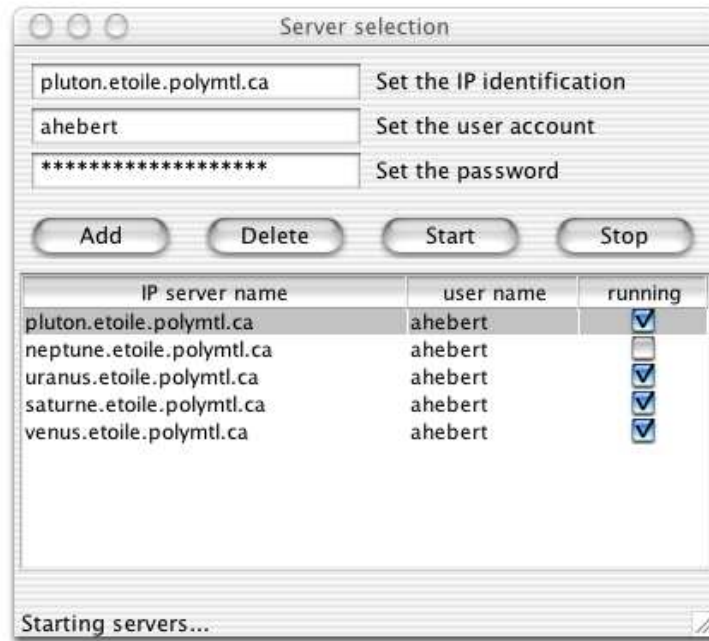 Server selection
pluton.etoile.polymtl.ca Set the IP identification
ahebert Set the user account
******************* Set the password
Add Delete Start Stop
IP server name user name running
pluton.etoile.polymtl.ca ahebert
neptune.etoile.polymtl.ca ahebert
uranus.etoile.polymtl.ca ahebert
saturne.etoile.polymtl.ca ahebert
venus.etoile.polymtl.ca ahebert
Starting servers...